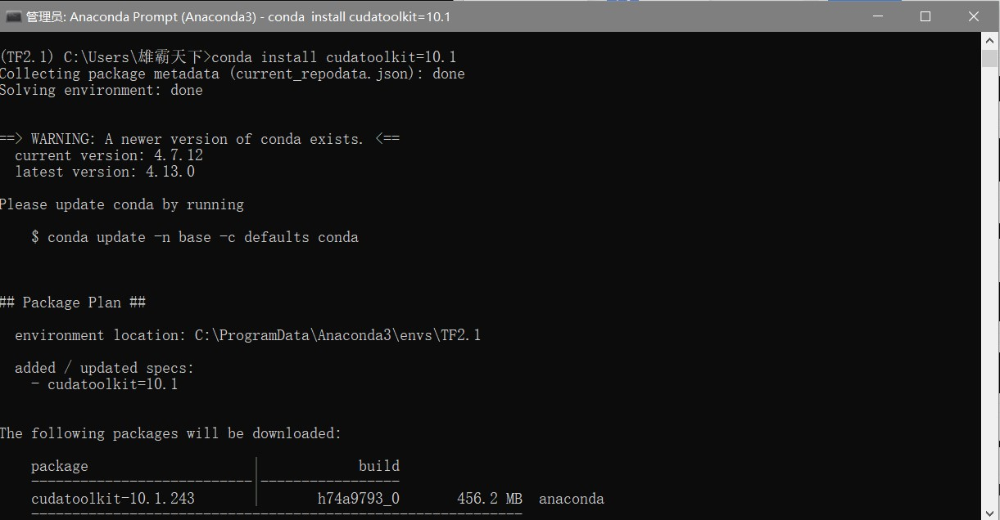 管理员: Anaconda Prompt (Anaconda3) - conda  install cudatoolkit=10.1
(TF2.1) C:\Users\雄霸天下>conda install cudatoolkit=10.1
Collecting package metadata (current_repodata.json): done
Solving environment: done
==> WARNING: A newer version of conda exists. <==
  current version: 4.7.12
  latest version: 4.13.0
Please update conda by running
    $ conda update -n base -c defaults conda
## Package Plan ##
  environment location: C:\ProgramData\Anaconda3\envs\TF2.1
  added / updated specs:
    - cudatoolkit=10.1
The following packages will be downloaded:
    package                    |            build
    ---------------------------|-----------------
    cudatoolkit-10.1.243       |       h74a9793_0       456.2 MB  anaconda
    ------------------------------------------------------------